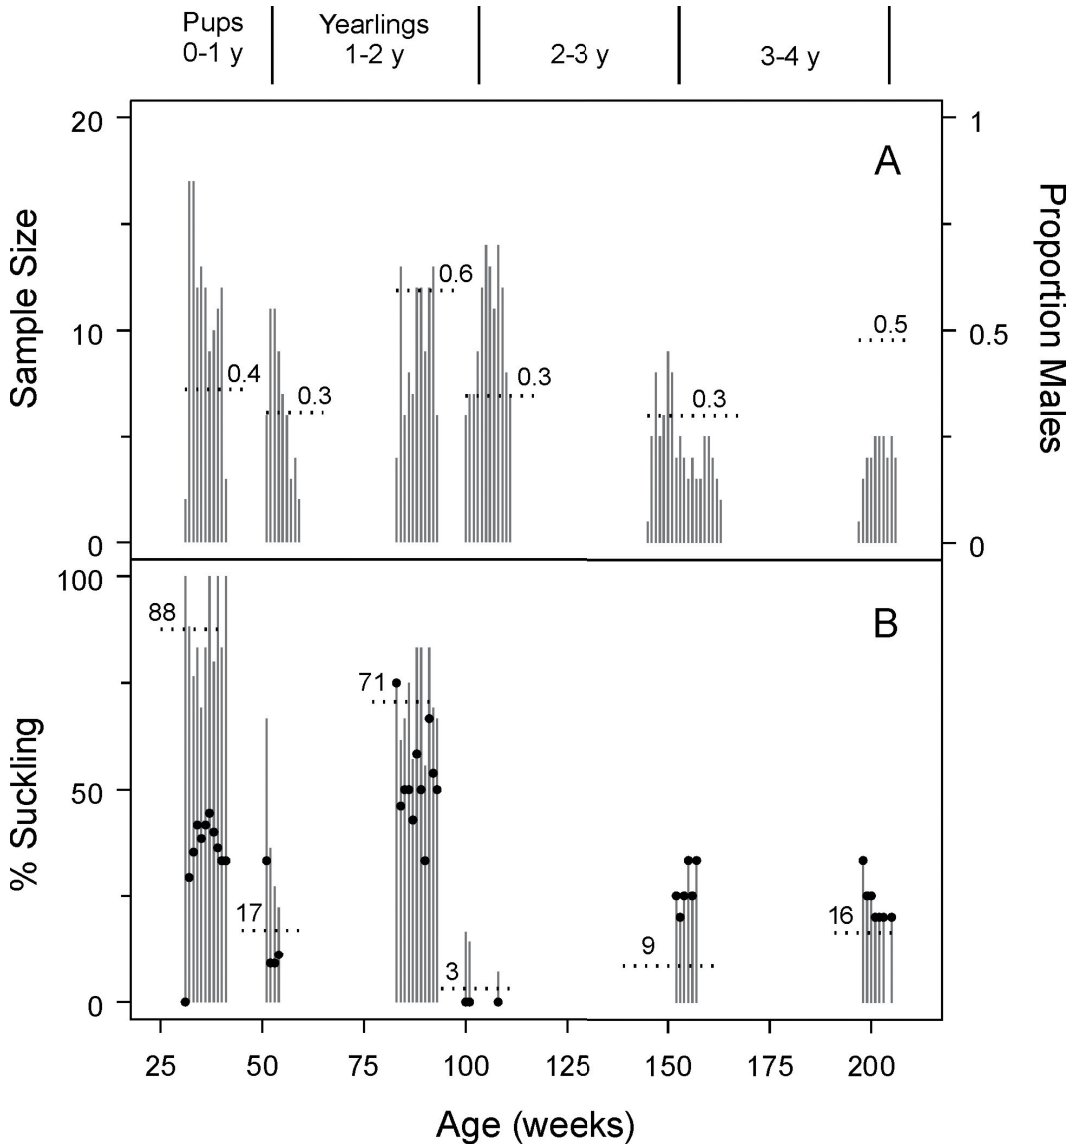 Pups
0-1 y
Yearlings
1-2 y
2-3 y
3-4 y
20
10
0
Sample Size
1
0.5
0
Proportion Males
A
0.4
0.3
0.6
0.3
0.3
0.5
100
50
0
% Suckling
B
88
17
71
3
9
16
25 50 75 100 125 150 175 200
Age (weeks)